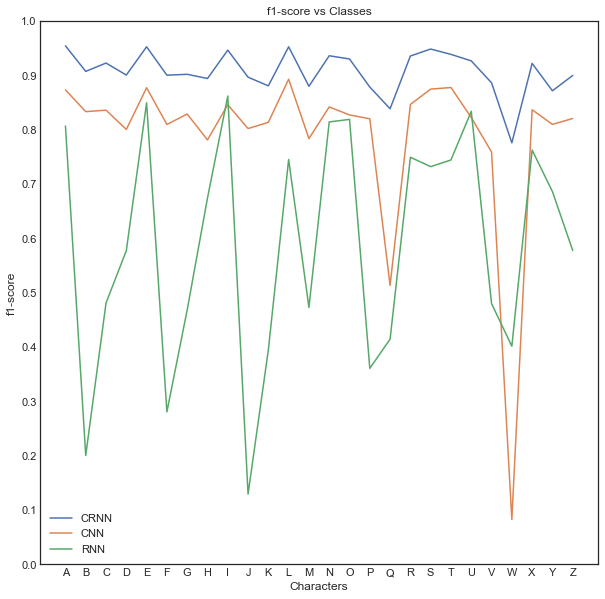 f1-score vs Classes
1.0
0.9
0.8
0.7
0.6
0.5
0.4
0.3
0.2
0.1
0.0
f1-score
CRNN
CNN
RNN
A B C D E F G H I J K L M N O P Q R S T U V W X Y Z
Characters